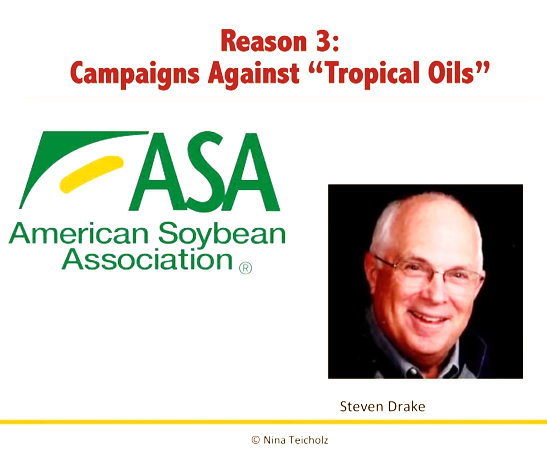 Reason 3:
Campaigns Against “Tropical Oils”
ASA
American Soybean
Association ®
Steven Drake
© Nina Teicholz